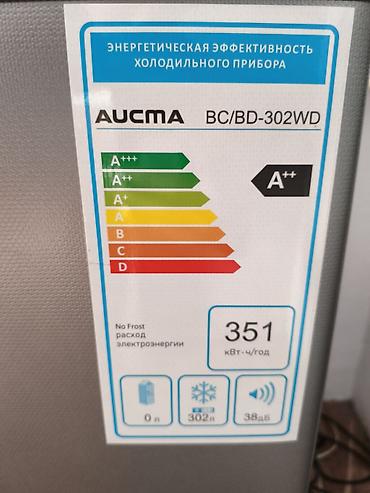 ЭНЕРГЕТИЧЕСКАЯ ЭФФЕКТИВНОСТЬ
ХОЛОДИЛЬНОГО ПРИБОРА
AUCMA BC/BD-302WD
A+++
A++ A++
A+
A
B
C
D
No Frost
расход
электроэнергии
351
кВт·ч/год
0 л 302л 38дБ